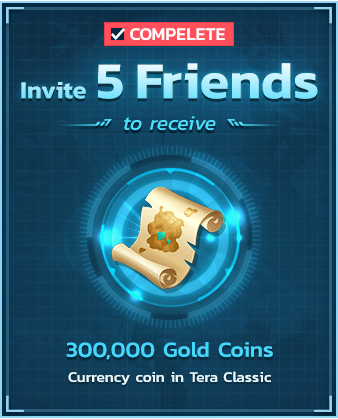 COMPELETE
Invite 5 Friends
to receive
300,000 Gold Coins
Currency coin in Tera Classic